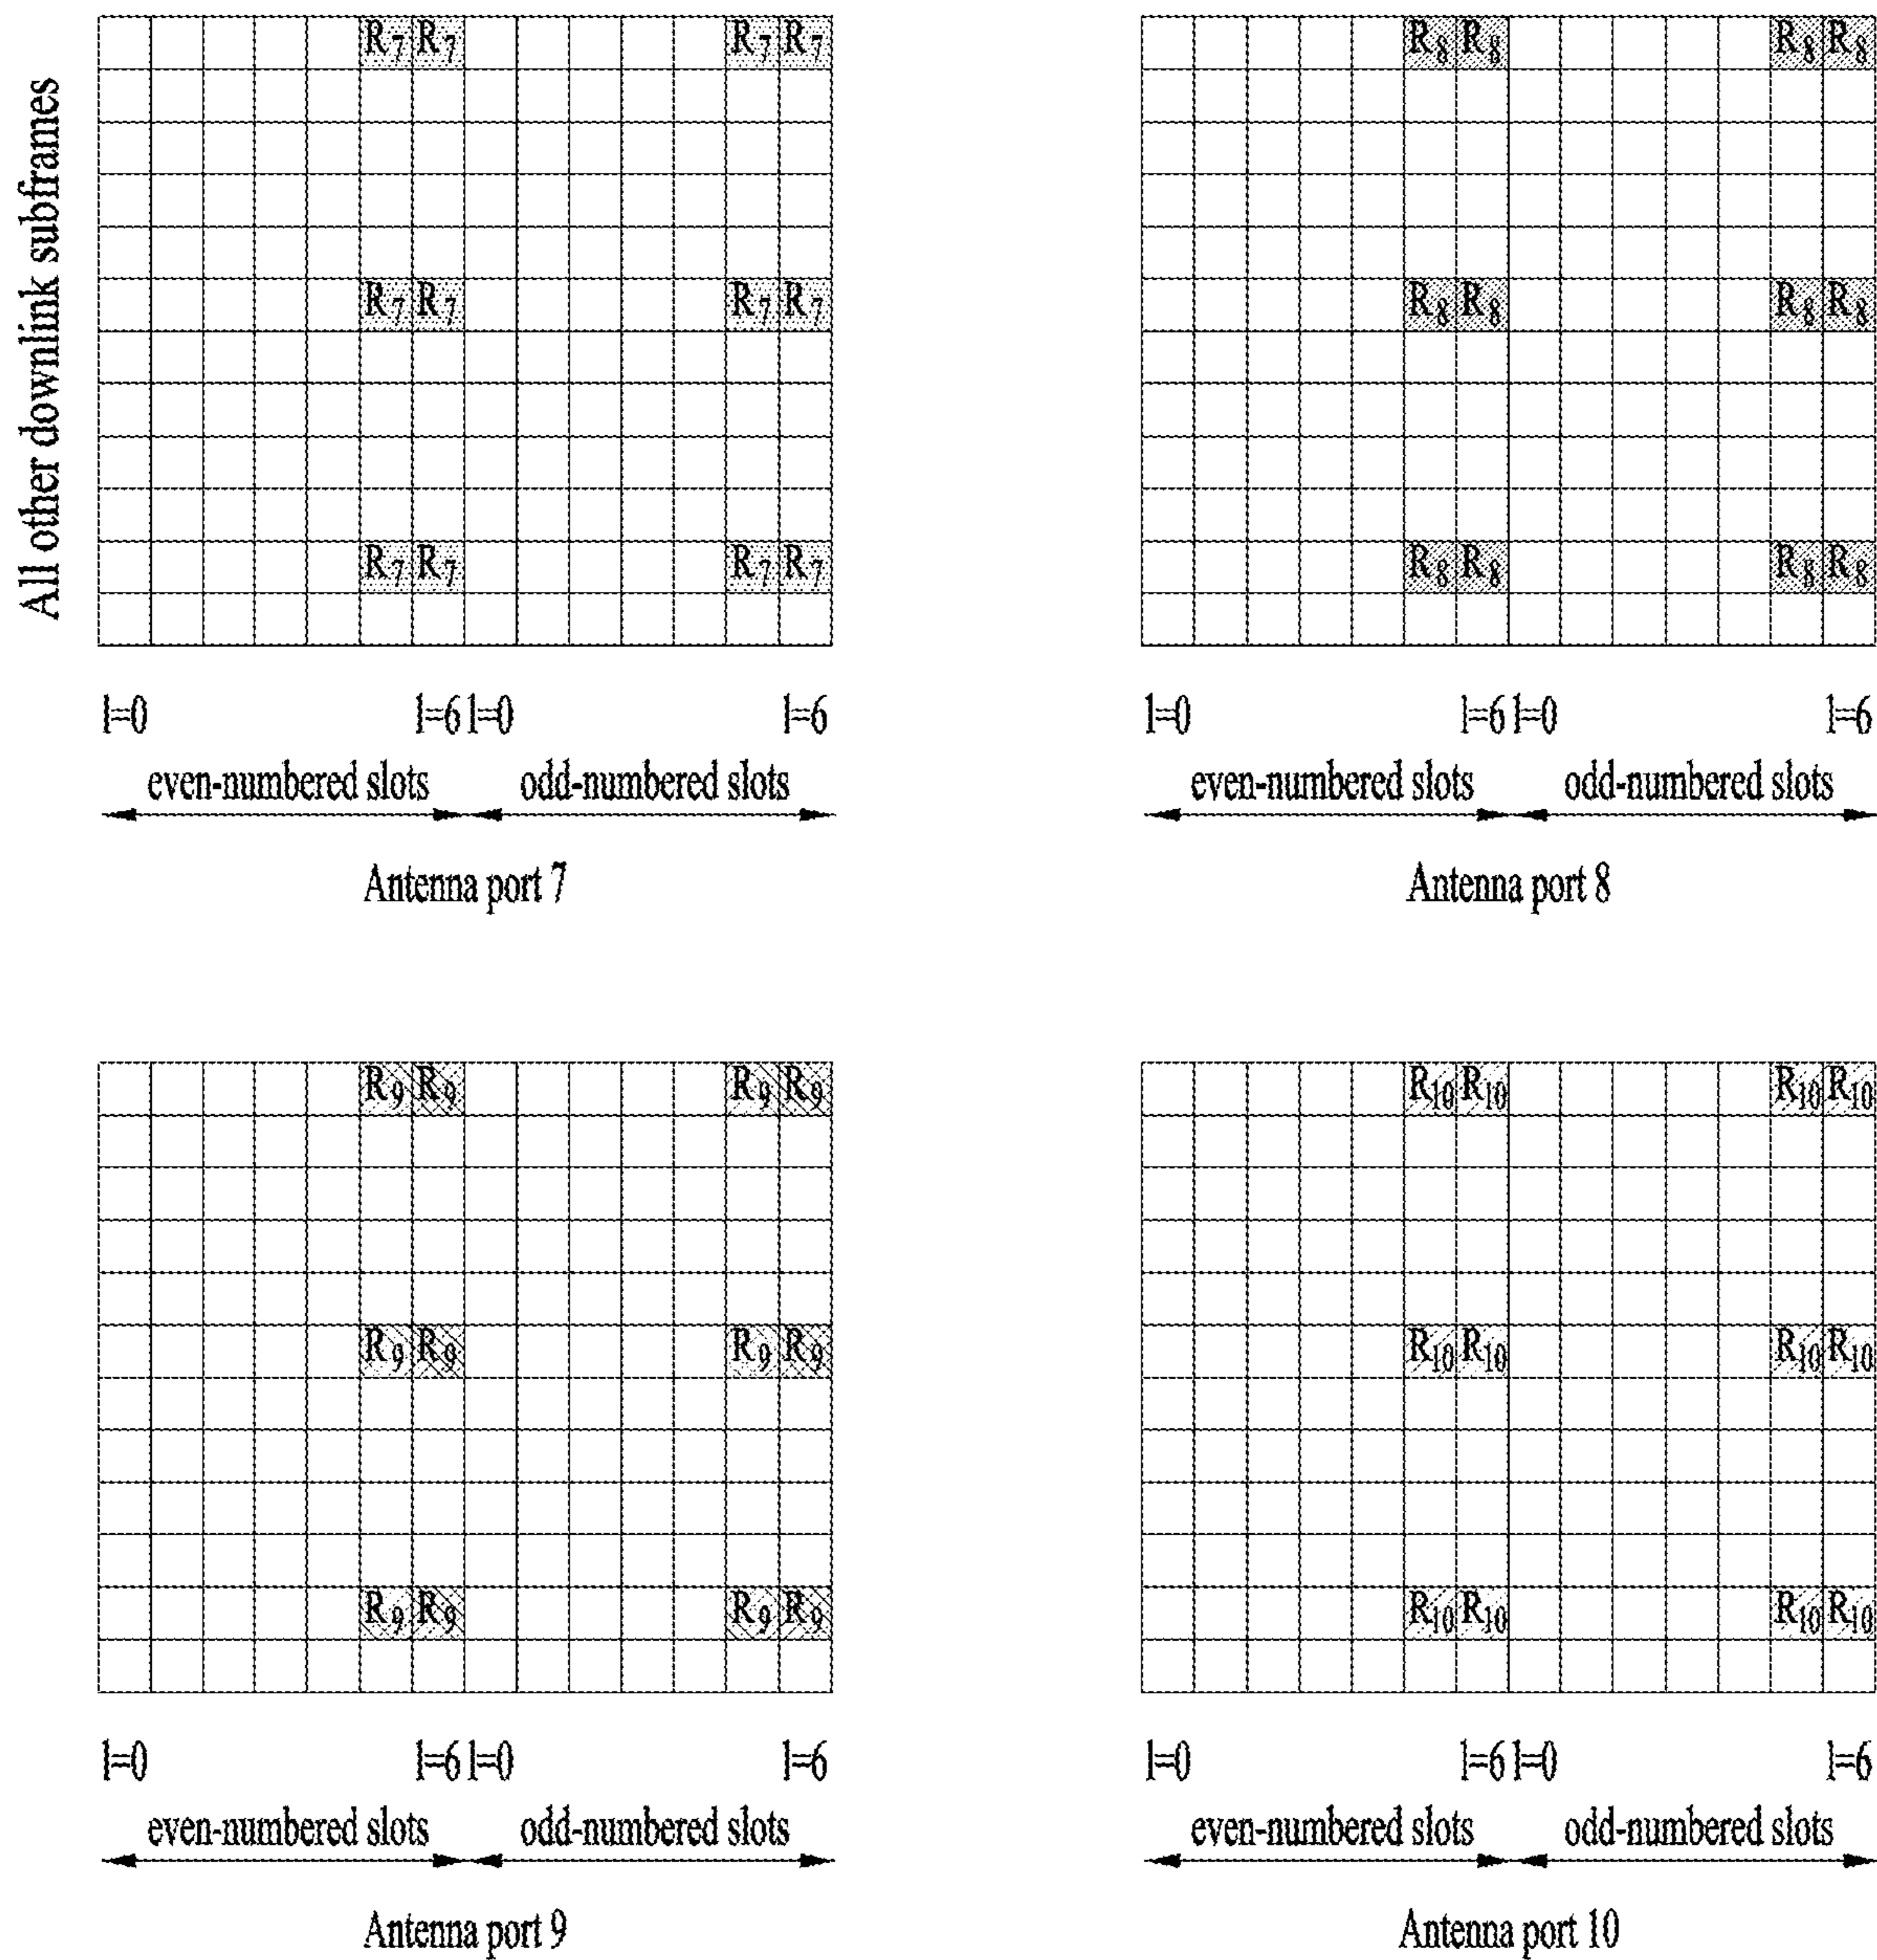 All other downlink subframes
R7 R7 R7 R7
R7 R7 R7 R7
R7 R7 R7 R7
l=0 l=6 l=0 l=6
even-numbered slots odd-numbered slots
Antenna port 7
R8 R8 R8 R8
R8 R8 R8 R8
R8 R8 R8 R8
l=0 l=6 l=0 l=6
even-numbered slots odd-numbered slots
Antenna port 8
R9 R9 R9 R9
R9 R9 R9 R9
R9 R9 R9 R9
l=0 l=6 l=0 l=6
even-numbered slots odd-numbered slots
Antenna port 9
R10 R10 R10 R10
R10 R10 R10 R10
R10 R10 R10 R10
l=0 l=6 l=0 l=6
even-numbered slots odd-numbered slots
Antenna port 10